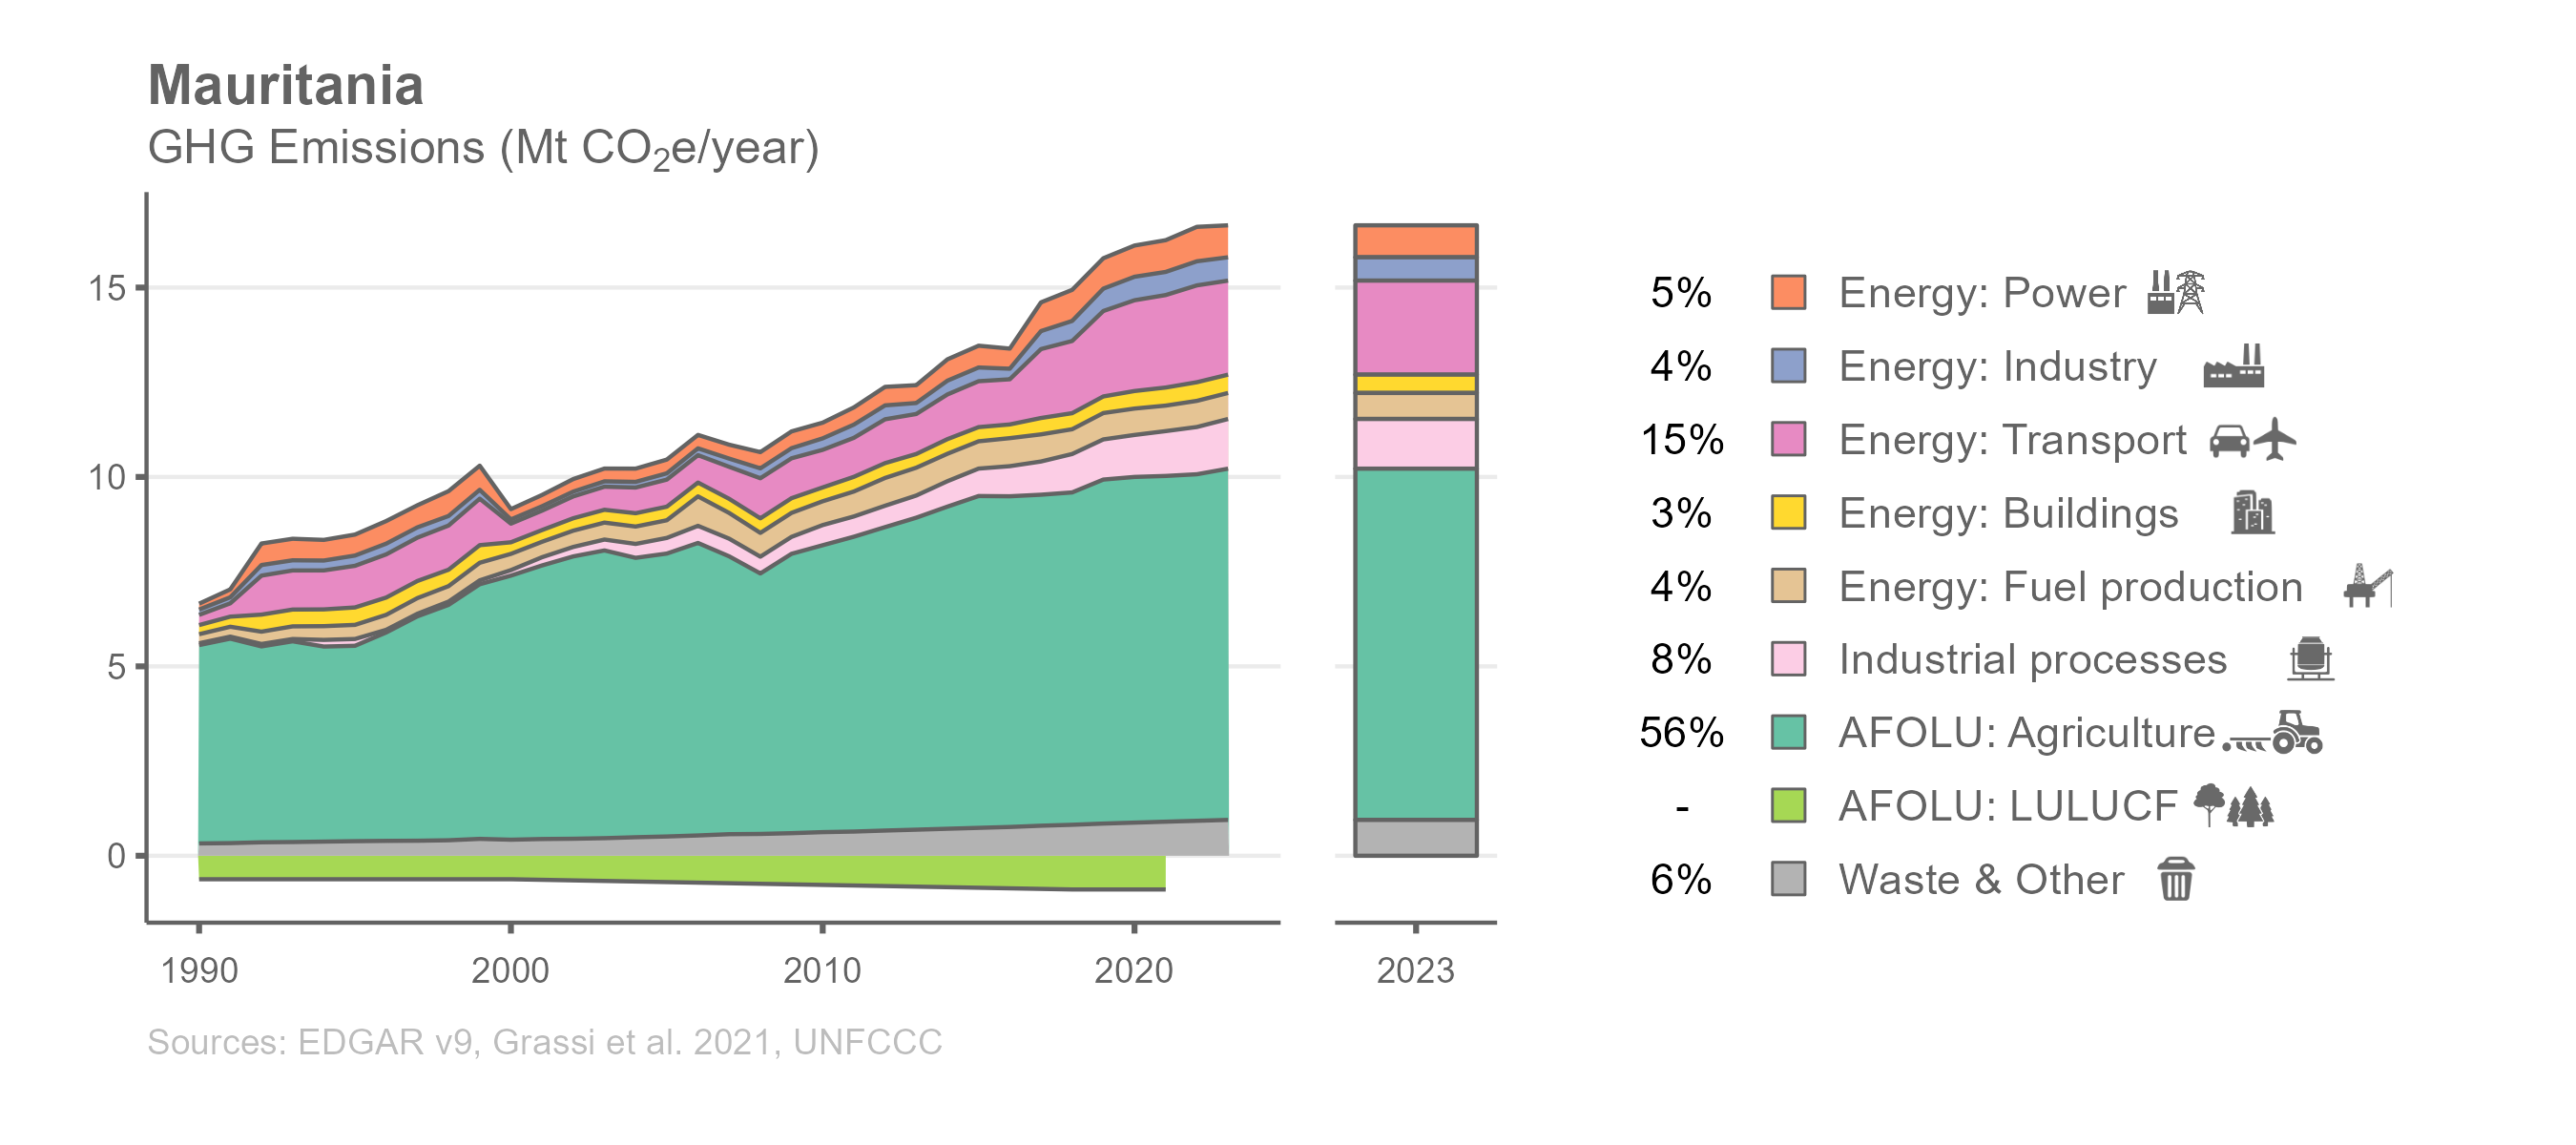 Mauritania
GHG Emissions (Mt CO₂e/year)
15
10
5
0
1990
2000
2010
2020
2023
5% Energy: Power
4% Energy: Industry
15% Energy: Transport
3% Energy: Buildings
4% Energy: Fuel production
8% Industrial processes
56% AFOLU: Agriculture
- AFOLU: LULUCF
6% Waste & Other
Sources: EDGAR v9, Grassi et al. 2021, UNFCCC